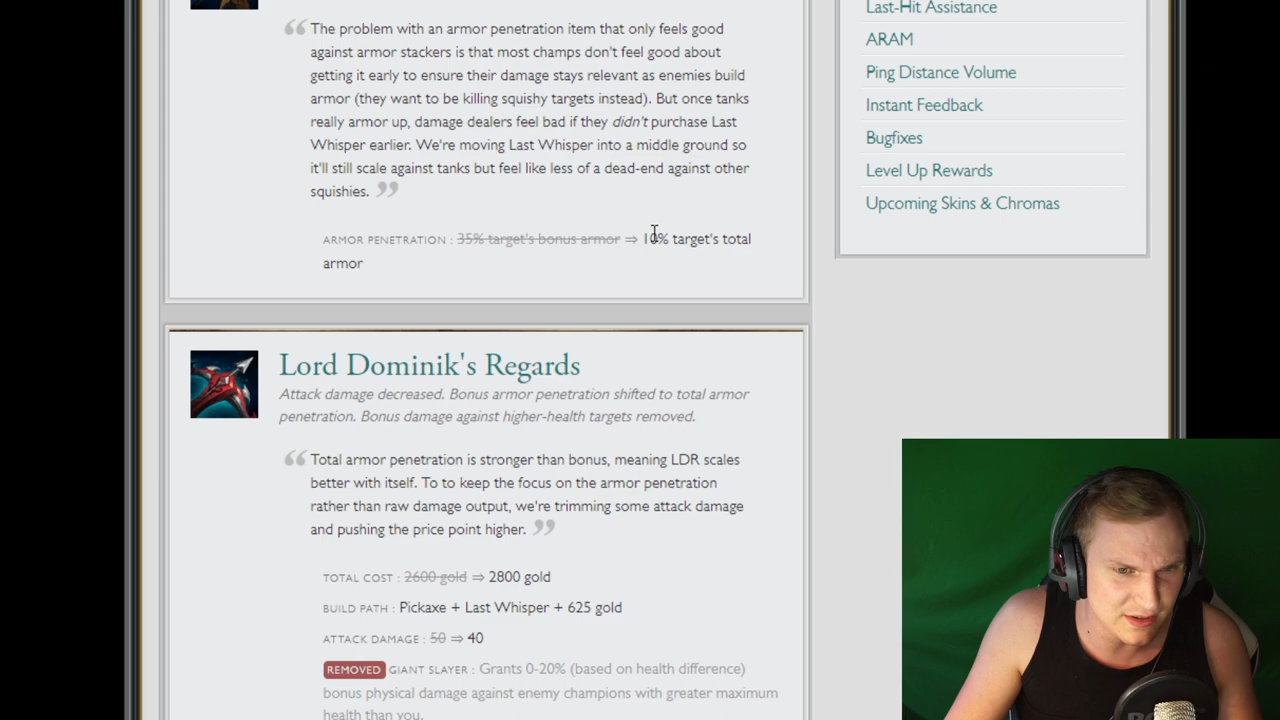 The problem with an armor penetration item that only feels good
against armor stackers is that most champs don't feel good about
getting it early to ensure their damage stays relevant as enemies build
armor (they want to be killing squishy targets instead). But once tanks
really armor up, damage dealers feel bad if they didn't purchase Last
Whisper earlier. We're moving Last Whisper into a middle ground so
it'll still scale against tanks but feel like less of a dead-end against other
squishies.
ARMOR PENETRATION : 35% target's bonus armor ⇒ 10% target's total
armor
Lord Dominik's Regards
Attack damage decreased. Bonus armor penetration shifted to total armor
penetration. Bonus damage against higher-health targets removed.
Total armor penetration is stronger than bonus, meaning LDR scales
better with itself. To to keep the focus on the armor penetration
rather than raw damage output, we're trimming some attack damage
and pushing the price point higher.
TOTAL COST : 2600 gold ⇒ 2800 gold
BUILD PATH : Pickaxe + Last Whisper + 625 gold
ATTACK DAMAGE : 50 ⇒ 40
REMOVED GIANT SLAYER : Grants 0-20% (based on health difference)
bonus physical damage against enemy champions with greater maximum
health than you.
Last-Hit Assistance
ARAM
Ping Distance Volume
Instant Feedback
Bugfixes
Level Up Rewards
Upcoming Skins & Chromas